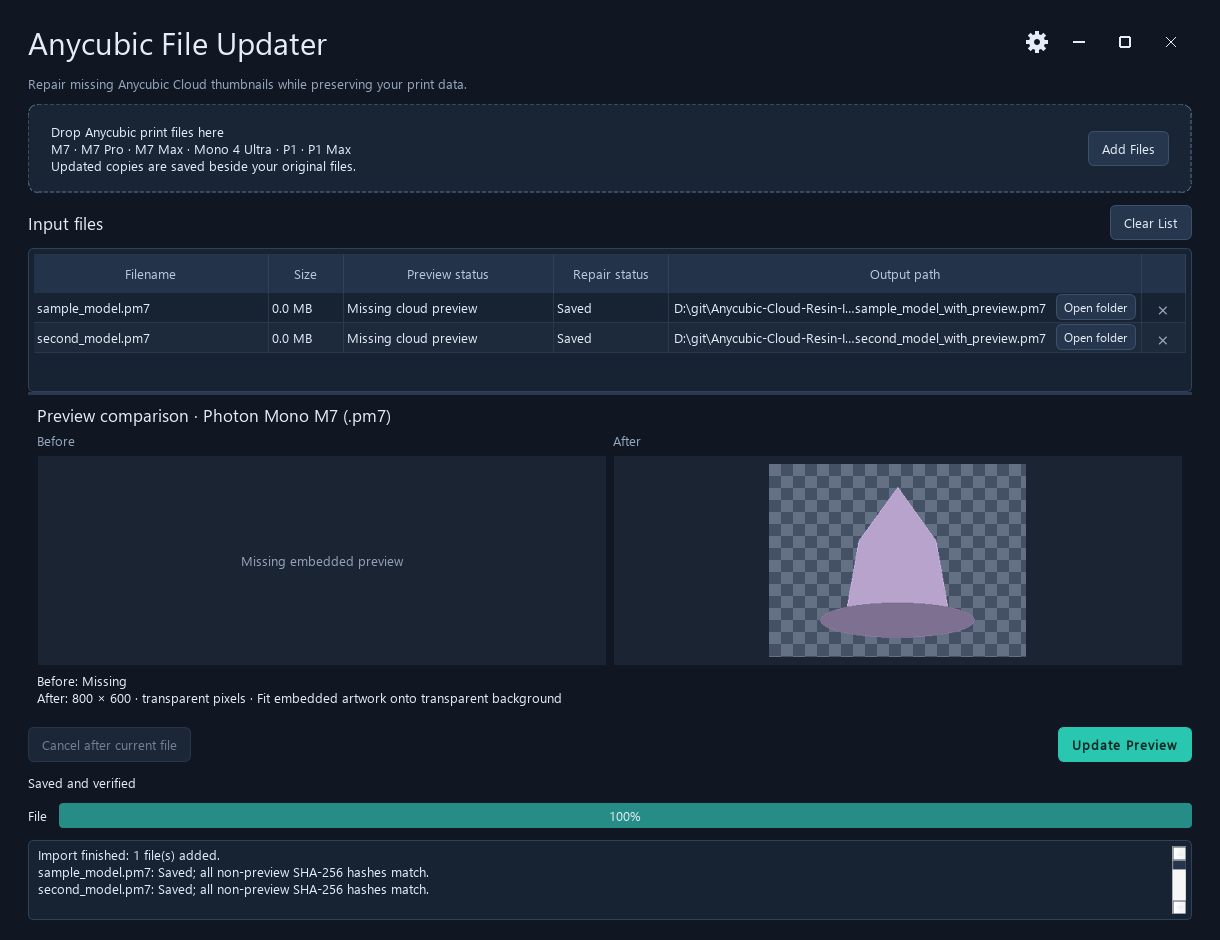 Anycubic File Updater
Repair missing Anycubic Cloud thumbnails while preserving your print data.
Drop Anycubic print files here
M7 · M7 Pro · M7 Max · Mono 4 Ultra · P1 · P1 Max
Updated copies are saved beside your original files.
Add Files
Input files
Clear List
Filename Size Preview status Repair status Output path
sample_model.pm7 0.0 MB Missing cloud preview Saved D:\git\Anycubic-Cloud-Resin-I...sample_model_with_preview.pm7 Open folder ×
second_model.pm7 0.0 MB Missing cloud preview Saved D:\git\Anycubic-Cloud-Resin-I...second_model_with_preview.pm7 Open folder ×
Preview comparison · Photon Mono M7 (.pm7)
Before After
Missing embedded preview
Before: Missing
After: 800 × 600 · transparent pixels · Fit embedded artwork onto transparent background
Cancel after current file
Update Preview
Saved and verified
File 100%
Import finished: 1 file(s) added.
sample_model.pm7: Saved; all non-preview SHA-256 hashes match.
second_model.pm7: Saved; all non-preview SHA-256 hashes match.